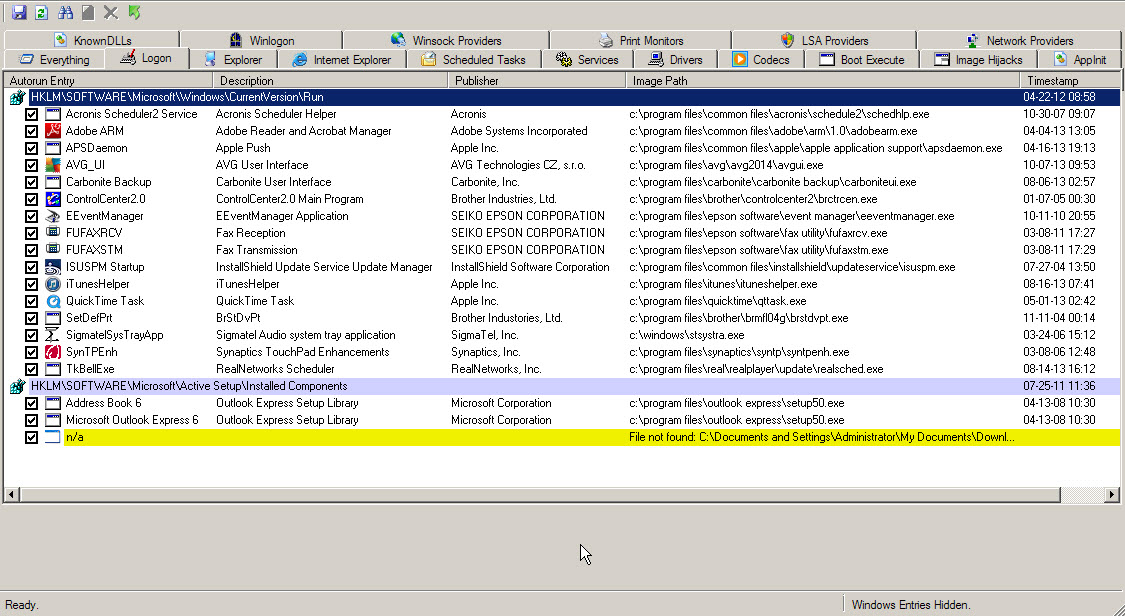 KnownDLLs Winlogon Winsock Providers Print Monitors LSA Providers Network Providers
Everything Logon Explorer Internet Explorer Scheduled Tasks Services Drivers Codecs Boot Execute Image Hijacks AppInit
Autorun Entry Description Publisher Image Path Timestamp
HKLM\SOFTWARE\Microsoft\Windows\CurrentVersion\Run 04-22-12 08:58
Acronis Scheduler2 Service Acronis Scheduler Helper Acronis c:\program files\common files\acronis\schedule2\schedhlp.exe 10-30-07 09:07
Adobe ARM Adobe Reader and Acrobat Manager Adobe Systems Incorporated c:\program files\common files\adobe\arm\1.0\adobearm.exe 04-04-13 13:05
APSDaemon Apple Push Apple Inc. c:\program files\common files\apple\apple application support\apsdaemon.exe 04-16-13 19:13
AVG_UI AVG User Interface AVG Technologies CZ, s.r.o. c:\program files\avg\avg2014\avgui.exe 10-07-13 09:53
Carbonite Backup Carbonite User Interface Carbonite, Inc. c:\program files\carbonite\carbonite backup\carboniteui.exe 08-06-13 02:57
ControlCenter2.0 ControlCenter2.0 Main Program Brother Industries, Ltd. c:\program files\brother\controlcenter2\brctrcen.exe 01-07-05 00:30
EEventManager EEventManager Application SEIKO EPSON CORPORATION c:\program files\epson software\event manager\eeventmanager.exe 10-11-10 20:55
FUFAXRCV Fax Reception SEIKO EPSON CORPORATION c:\program files\epson software\fax utility\fufaxrcv.exe 03-08-11 17:27
FUFAXSTM Fax Transmission SEIKO EPSON CORPORATION c:\program files\epson software\fax utility\fufaxstm.exe 03-08-11 17:29
ISUSPM Startup InstallShield Update Service Update Manager InstallShield Software Corporation c:\program files\common files\installshield\updateservice\isuspm.exe 07-27-04 13:50
iTunesHelper iTunesHelper Apple Inc. c:\program files\itunes\ituneshelper.exe 08-16-13 07:41
QuickTime Task QuickTime Task Apple Inc. c:\program files\quicktime\qttask.exe 05-01-13 02:42
SetDefPrt BrStDvPt Brother Industries, Ltd. c:\program files\brother\brmfl04g\brstdvpt.exe 11-11-04 00:14
SigmatelSysTrayApp Sigmatel Audio system tray application SigmaTel, Inc. c:\windows\stsystra.exe 03-24-06 15:12
SynTPEnh Synaptics TouchPad Enhancements Synaptics, Inc. c:\program files\synaptics\syntp\syntpenh.exe 03-08-06 12:48
TkBellExe RealNetworks Scheduler RealNetworks, Inc. c:\program files\real\realplayer\update\realsched.exe 08-14-13 16:12
HKLM\SOFTWARE\Microsoft\Active Setup\Installed Components 07-25-11 11:36
Address Book 6 Outlook Express Setup Library Microsoft Corporation c:\program files\outlook express\setup50.exe 04-13-08 10:30
Microsoft Outlook Express 6 Outlook Express Setup Library Microsoft Corporation c:\program files\outlook express\setup50.exe 04-13-08 10:30
n/a File not found: C:\Documents and Settings\Administrator\My Documents\Downl...
Ready. Windows Entries Hidden.